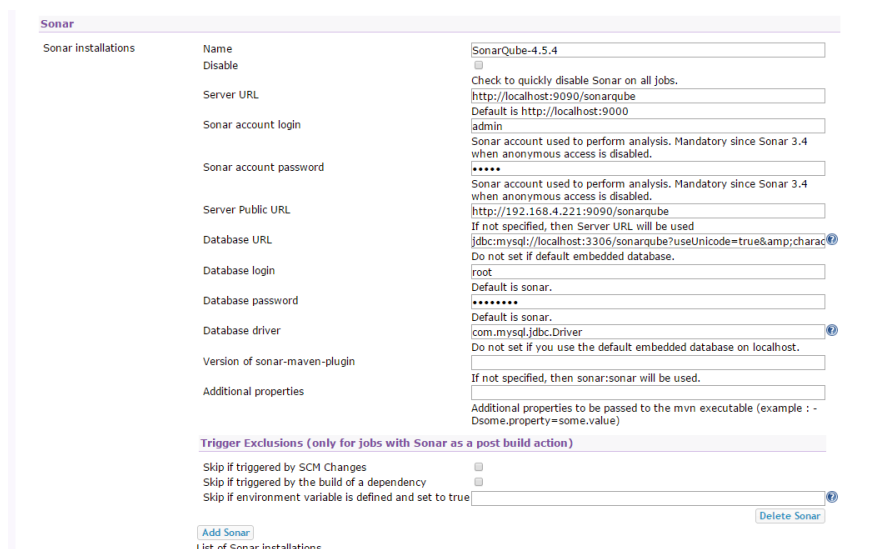 Sonar
Sonar installations
Name SonarQube-4.5.4
Disable
Check to quickly disable Sonar on all jobs.
Server URL http://localhost:9090/sonarqube
Default is http://localhost:9000
Sonar account login admin
Sonar account used to perform analysis. Mandatory since Sonar 3.4
when anonymous access is disabled.
Sonar account password •••••
Sonar account used to perform analysis. Mandatory since Sonar 3.4
when anonymous access is disabled.
Server Public URL http://192.168.4.221:9090/sonarqube
If not specified, then Server URL will be used
Database URL jdbc:mysql://localhost:3306/sonarqube?useUnicode=true&amp;charac
Do not set if default embedded database.
Database login root
Default is sonar.
Database password ••••••••
Default is sonar.
Database driver com.mysql.jdbc.Driver
Do not set if you use the default embedded database on localhost.
Version of sonar-maven-plugin
If not specified, then sonar:sonar will be used.
Additional properties
Additional properties to be passed to the mvn executable (example : -
Dsome.property=some.value)
Trigger Exclusions (only for jobs with Sonar as a post build action)
Skip if triggered by SCM Changes
Skip if triggered by the build of a dependency
Skip if environment variable is defined and set to true
Delete Sonar
Add Sonar
List of Sonar installations